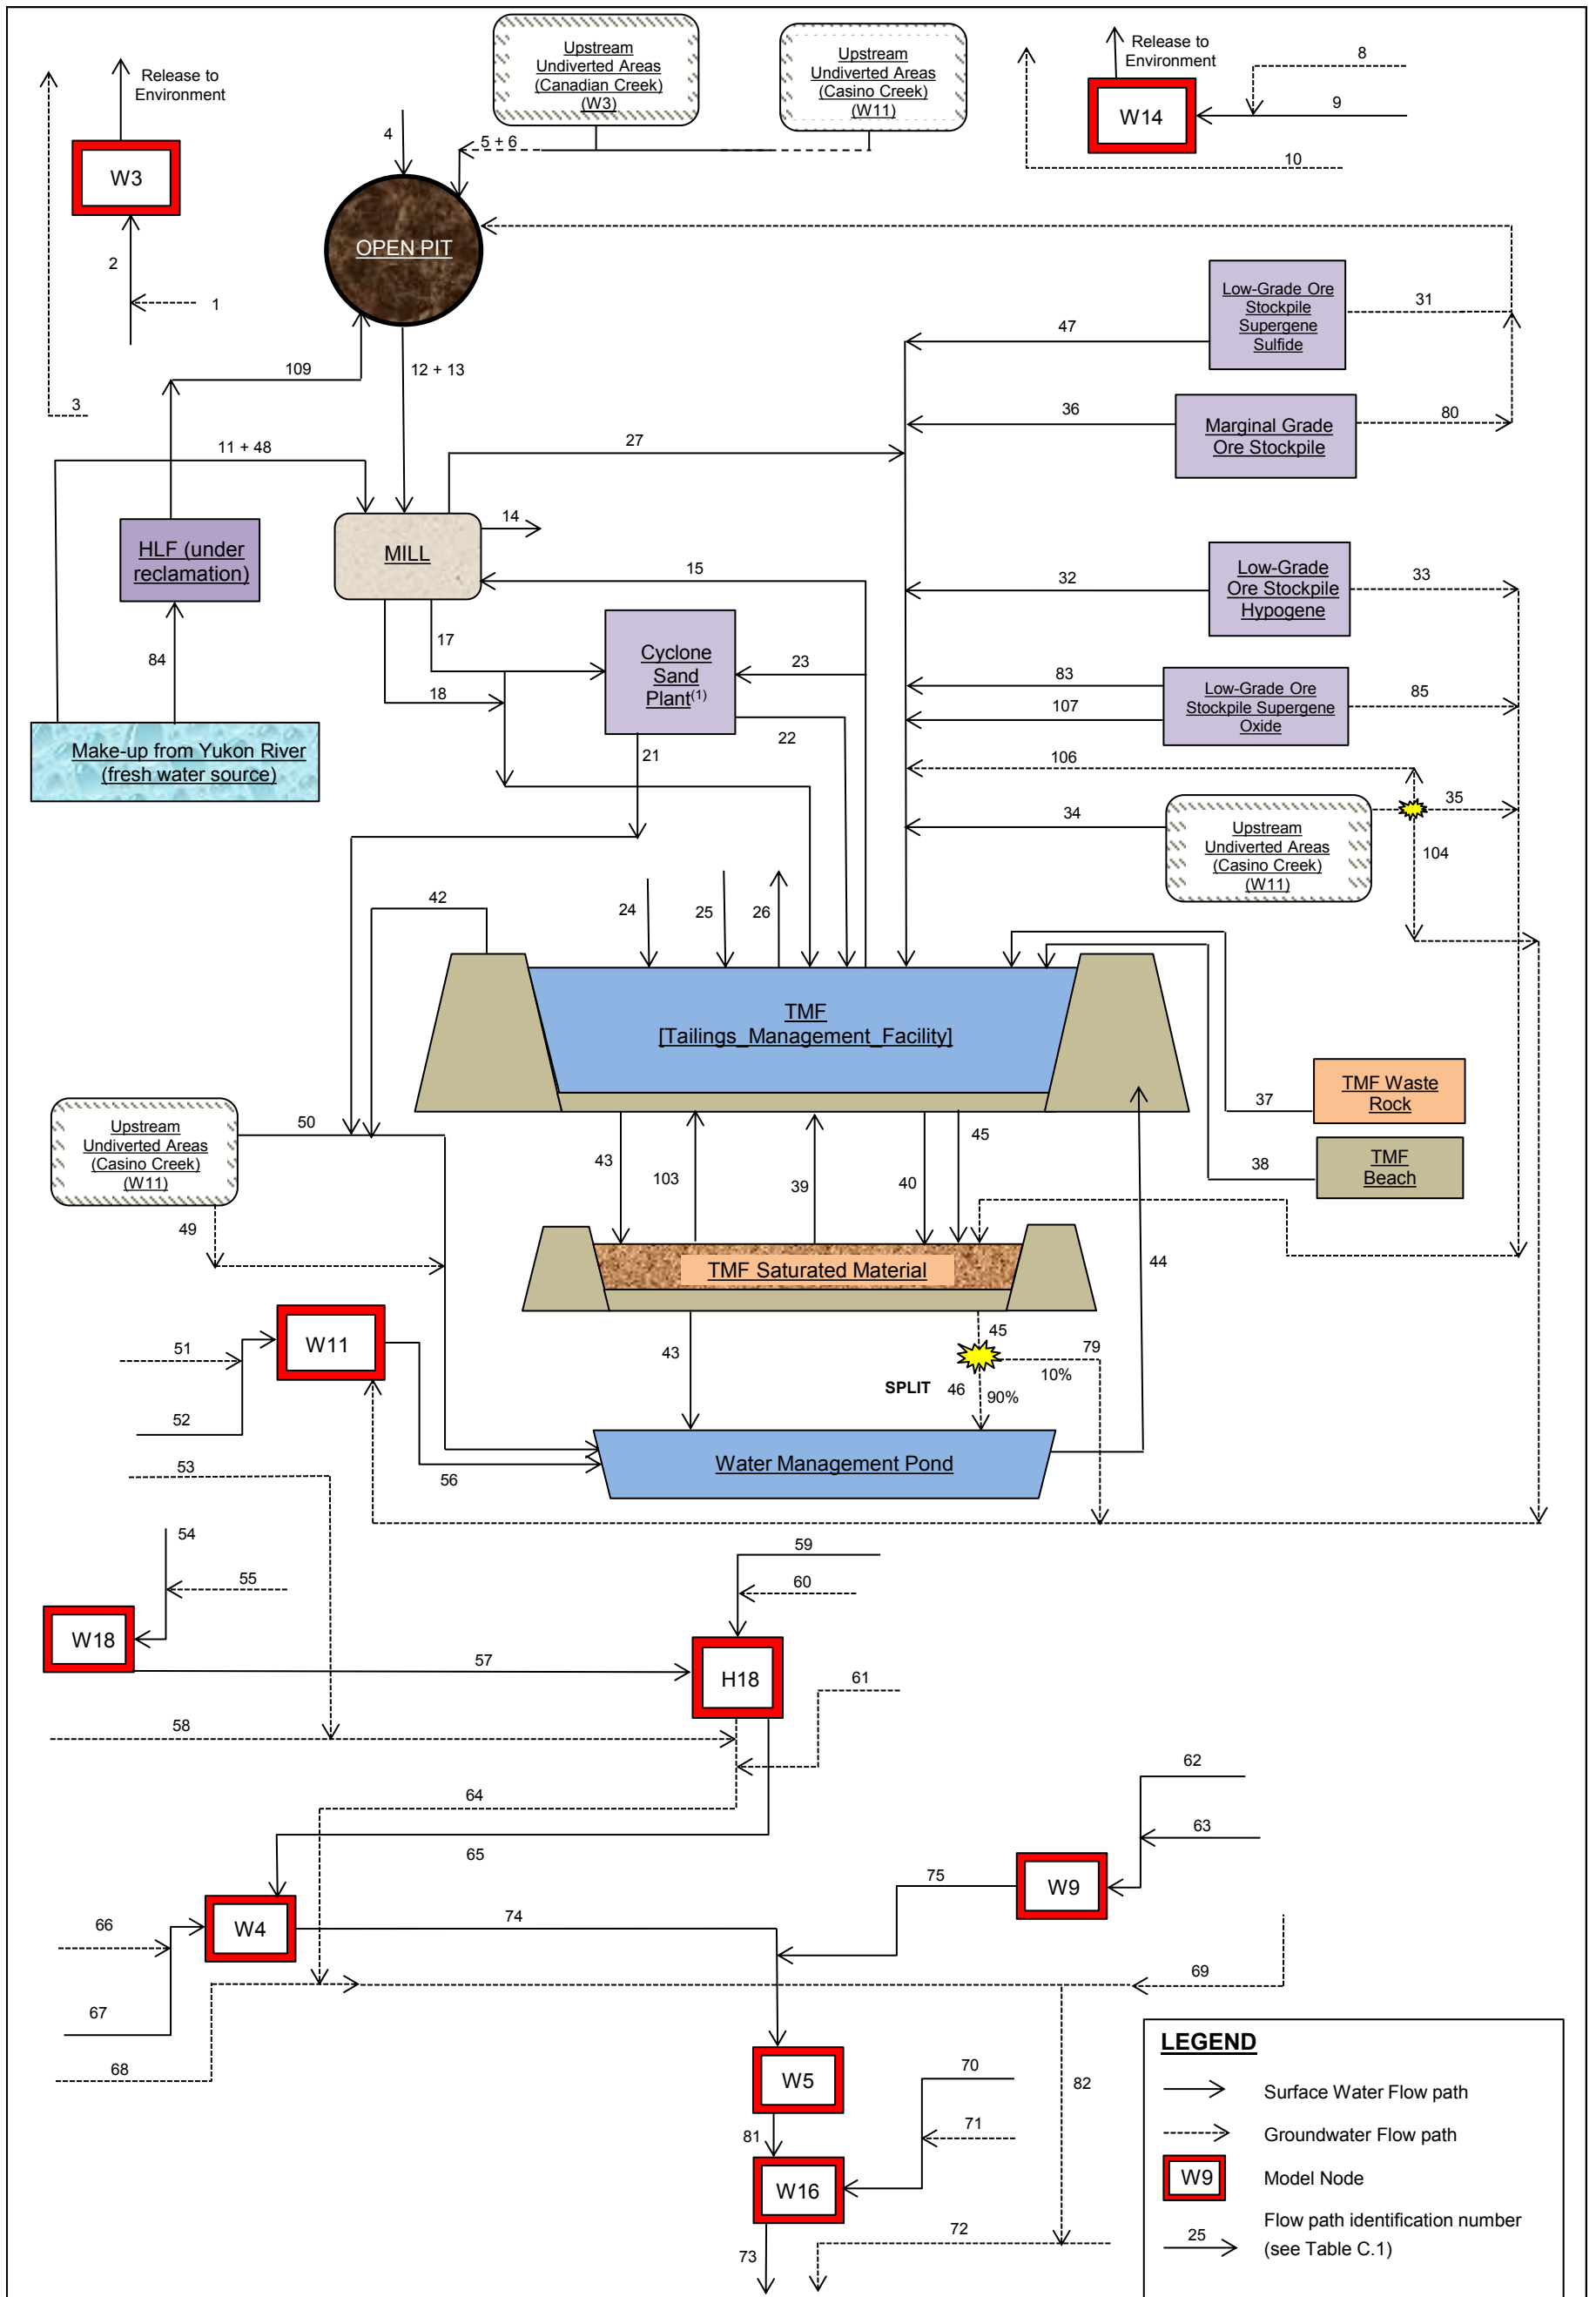 Upstream
Undiverted Areas
(Canadian Creek)
(W3)
Upstream
Undiverted Areas
(Casino Creek)
(W11)
Release to
Environment
Release to
Environment
8
9
W14
10
4
5 + 6
W3
2
1
3
OPEN PIT
109
12 + 13
11 + 48
27
Low-Grade Ore
Stockpile
Supergene
Sulfide
47
31
36
Marginal Grade
Ore Stockpile
80
14
MILL
HLF (under
reclamation)
15
32
Low-Grade
Ore Stockpile
Hypogene
33
17
18
84
Cyclone
Sand
Plant(1)
23
83
107
Low-Grade Ore
Stockpile Supergene
Oxide
85
Make-up from Yukon River
(fresh water source)
21
22
106
34
35
Upstream
Undiverted Areas
(Casino Creek)
(W11)
104
42
24
25
26
TMF
[Tailings_Management_Facility]
TMF Waste
Rock
37
TMF
Beach
38
Upstream
Undiverted Areas
(Casino Creek)
(W11)
50
49
43
103
39
40
45
44
TMF Saturated Material
W11
51
52
43
45
79
10%
SPLIT
46
90%
Water Management Pond
56
53
54
55
W18
59
60
57
H18
61
58
62
63
64
65
W9
75
66
W4
74
67
69
68
W5
70
82
71
81
W16
72
73
LEGEND
Surface Water Flow path
Groundwater Flow path
W9
Model Node
25
Flow path identification number
(see Table C.1)